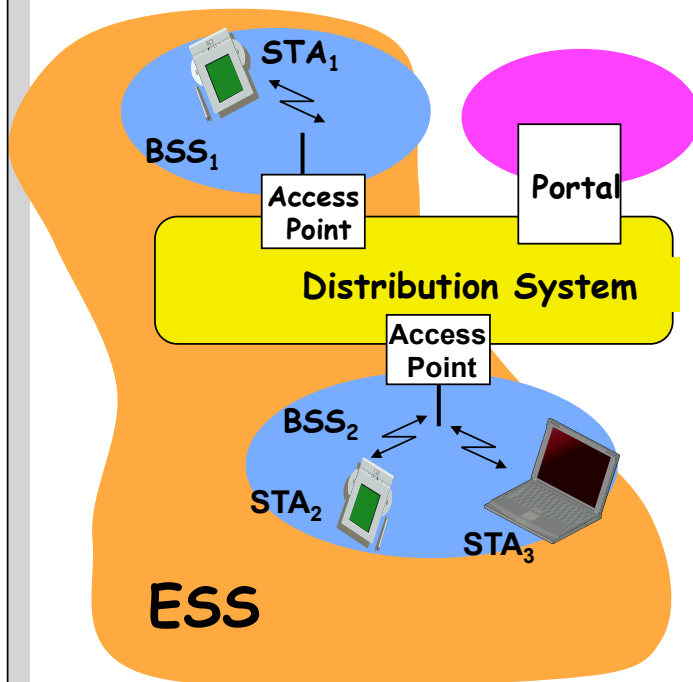 STA₁
BSS₁
Access
Point
Portal
Distribution System
Access
Point
BSS₂
STA₂
STA₃
ESS